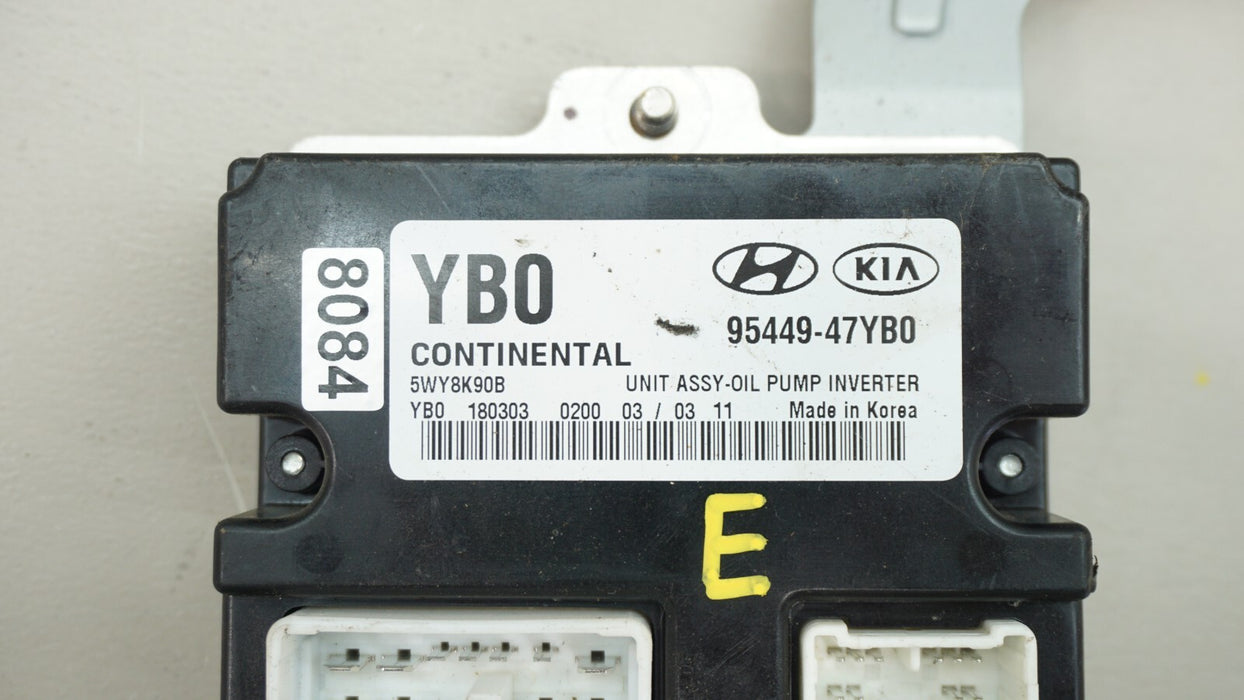 8084
YB0
KIA
95449-47YB0
CONTINENTAL
5WY8K90B UNIT ASSY-OIL PUMP INVERTER
YB0 180303 0200 03 / 03 11 Made in Korea
E